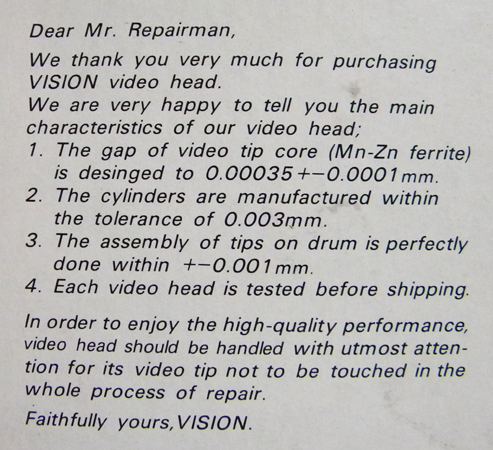 Dear Mr. Repairman,
We thank you very much for purchasing
VISION video head.
We are very happy to tell you the main
characteristics of our video head;
1. The gap of video tip core (Mn-Zn ferrite)
is desinged to 0.00035+-0.0001mm.
2. The cylinders are manufactured within
the tolerance of 0.003mm.
3. The assembly of tips on drum is perfectly
done within +-0.001mm.
4. Each video head is tested before shipping.
In order to enjoy the high-quality performance,
video head should be handled with utmost atten-
tion for its video tip not to be touched in the
whole process of repair.
Faithfully yours,VISION.